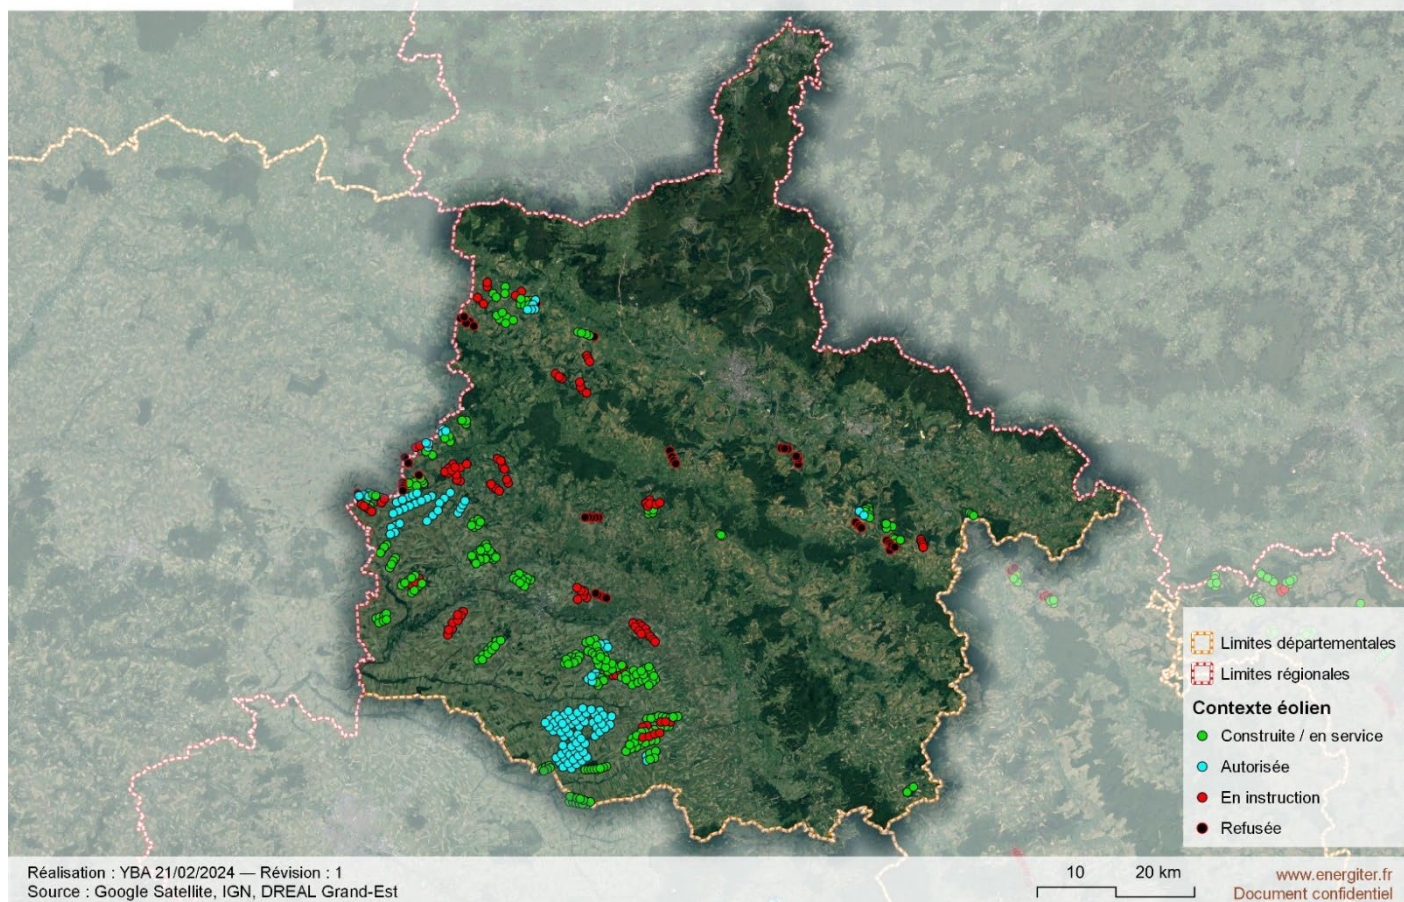 Limites départementales
Limites régionales
Contexte éolien
Construite / en service
Autorisée
En instruction
Refusée
Réalisation : YBA 21/02/2024 — Révision : 1
Source : Google Satellite, IGN, DREAL Grand-Est
10 20 km
www.energiter.fr
Document confidentiel